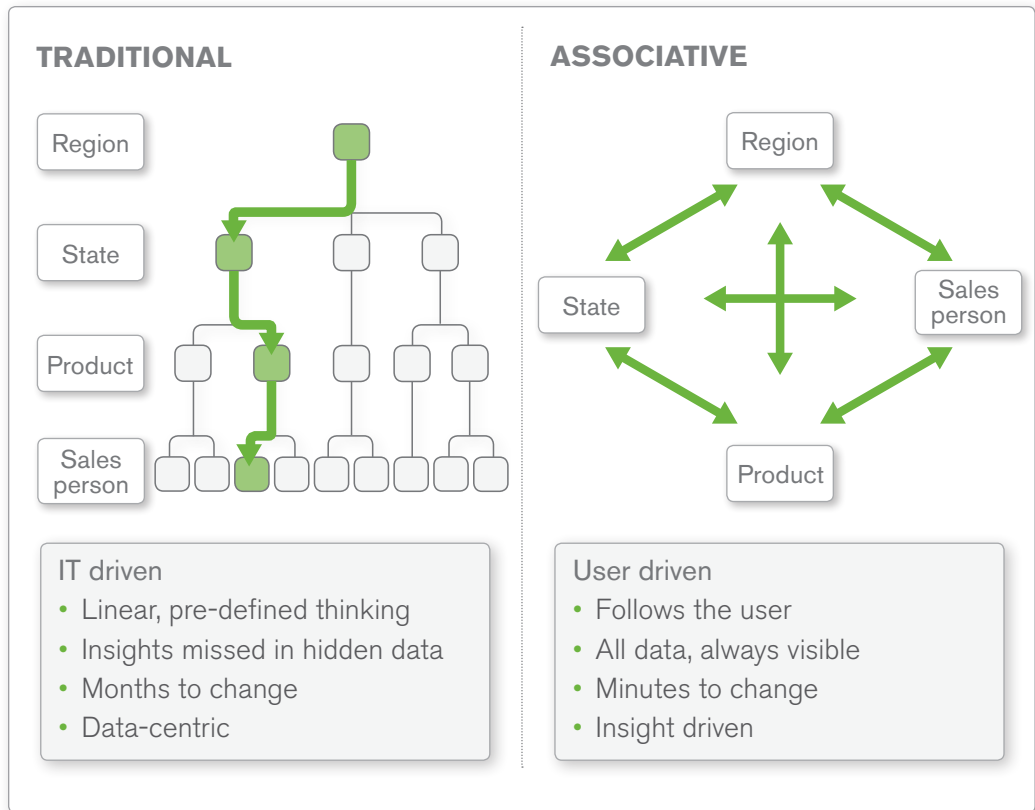 TRADITIONAL
Region
State
Product
Sales
person
IT driven
• Linear, pre-defined thinking
• Insights missed in hidden data
• Months to change
• Data-centric
ASSOCIATIVE
Region
State
Sales
person
Product
User driven
• Follows the user
• All data, always visible
• Minutes to change
• Insight driven